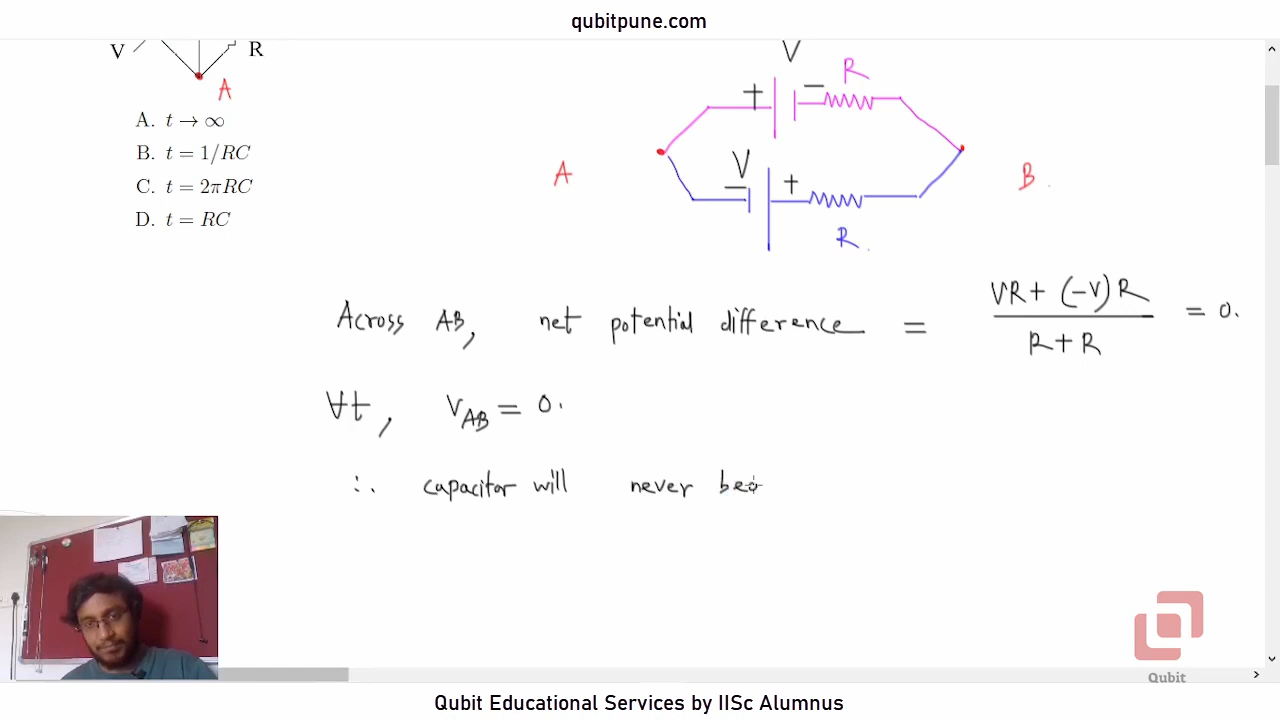 qubitpune.com
V
R
A
A. t → ∞
B. t = 1/RC
C. t = 2πRC
D. t = RC
V
R
+ −
A
B
V
− +
R
Across AB, net potential difference = VR + (−V)R / R + R = 0.
∀t, VAB = 0.
∴ capacitor will never be
Qubit
Qubit Educational Services by IISc Alumnus